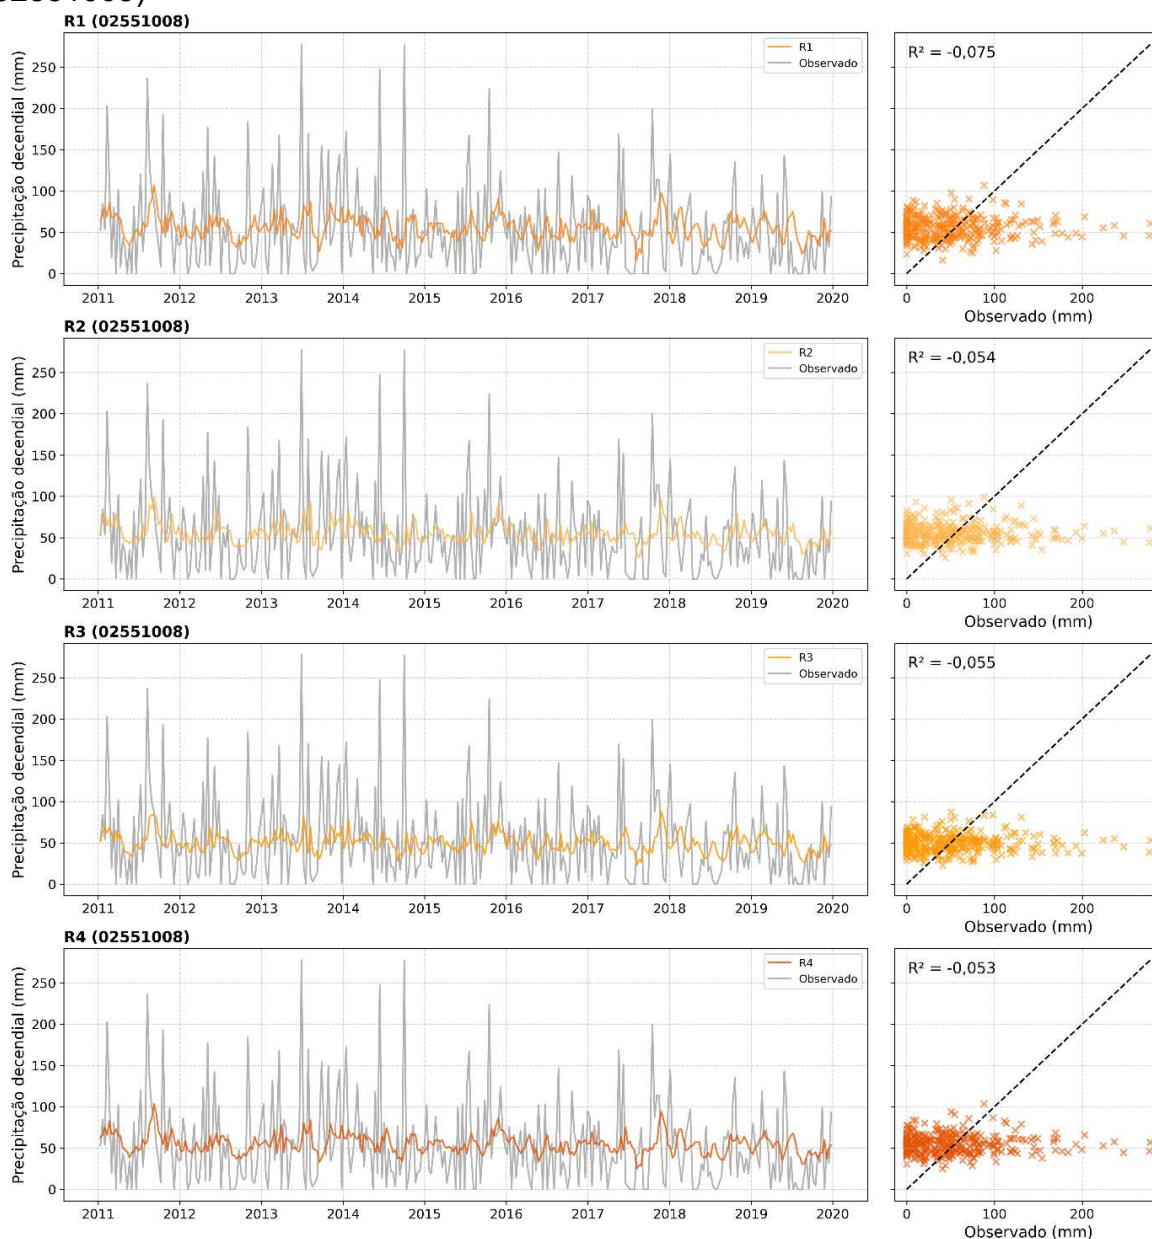 R1 (02551008)
Precipitação decendial (mm)
250
200
150
100
50
0
R1
Observado
2011 2012 2013 2014 2015 2016 2017 2018 2019 2020
R² = -0,075
0 100 200
Observado (mm)
R2 (02551008)
Precipitação decendial (mm)
250
200
150
100
50
0
R2
Observado
2011 2012 2013 2014 2015 2016 2017 2018 2019 2020
R² = -0,054
0 100 200
Observado (mm)
R3 (02551008)
Precipitação decendial (mm)
250
200
150
100
50
0
R3
Observado
2011 2012 2013 2014 2015 2016 2017 2018 2019 2020
R² = -0,055
0 100 200
Observado (mm)
R4 (02551008)
Precipitação decendial (mm)
250
200
150
100
50
0
R4
Observado
2011 2012 2013 2014 2015 2016 2017 2018 2019 2020
R² = -0,053
0 100 200
Observado (mm)